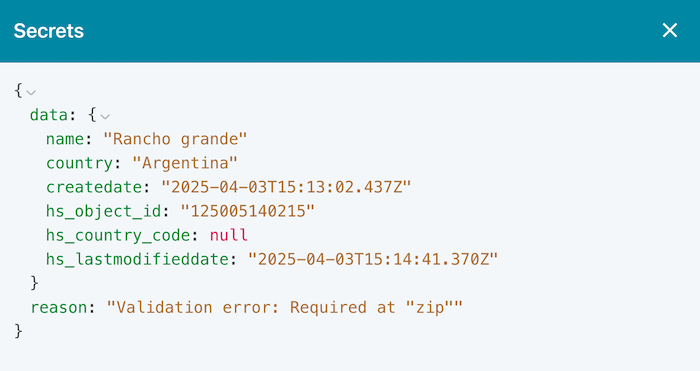 Secrets
{
data: {
name: "Rancho grande"
country: "Argentina"
createdate: "2025-04-03T15:13:02.437Z"
hs_object_id: "125005140215"
hs_country_code: null
hs_lastmodifieddate: "2025-04-03T15:14:41.370Z"
}
reason: "Validation error: Required at "zip""
}